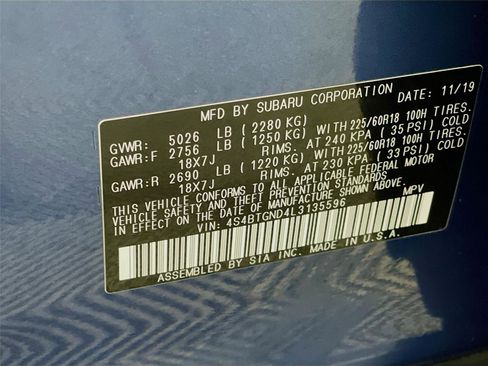 MFD BY SUBARU CORPORATION DATE: 11/19
GVWR: 5026 LB (2280 KG)
GAWR:F 2756 LB (1250 KG) WITH 225/60R18 100H TIRES,
18X7J RIMS, AT 240 KPA (35 PSI) COLD
GAWR:R 2690 LB (1220 KG) WITH 225/60R18 100H TIRES,
18X7J RIMS, AT 230 KPA (33 PSI) COLD
THIS VEHICLE CONFORMS TO ALL APPLICABLE FEDERAL MOTOR
VEHICLE SAFETY AND THEFT PREVENTION STANDARDS
IN EFFECT ON THE DATE OF MANUFACTURE SHOWN ABOVE.
VIN: 4S4BTGND4L3135596 MPV
ASSEMBLED BY SIA INC. MADE IN U.S.A.